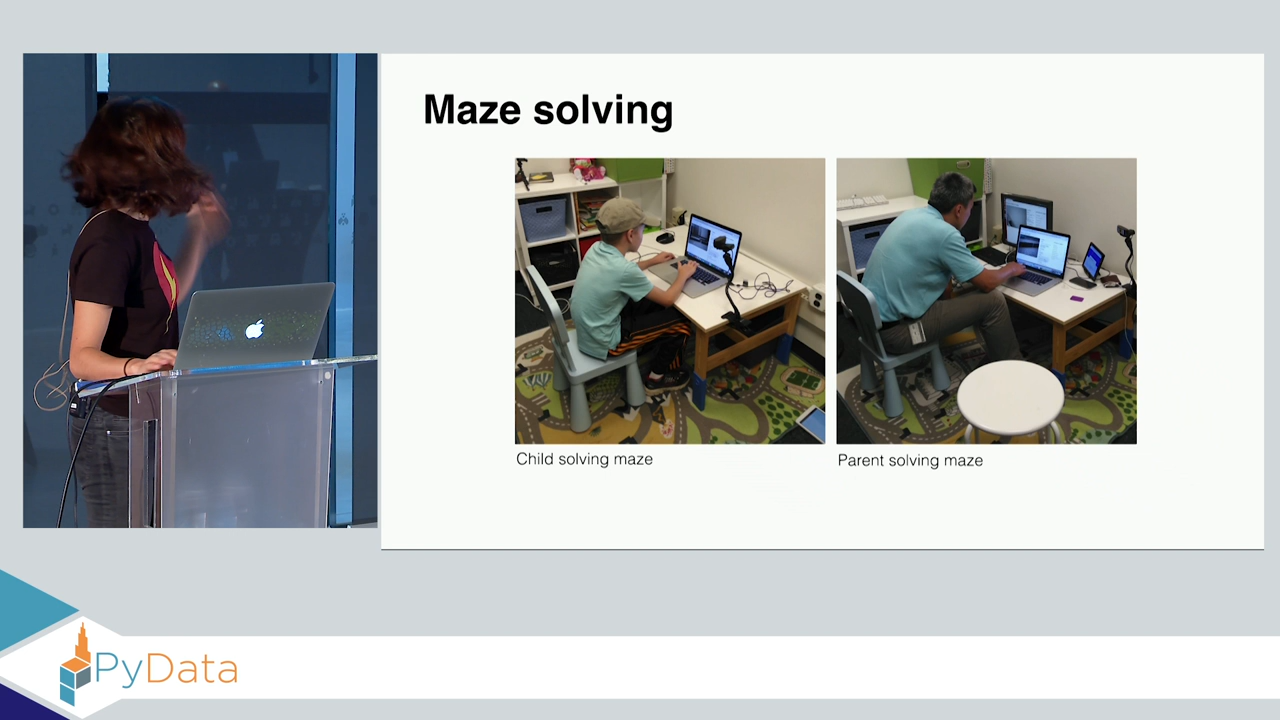 Maze solving
Child solving maze
Parent solving maze
PyData